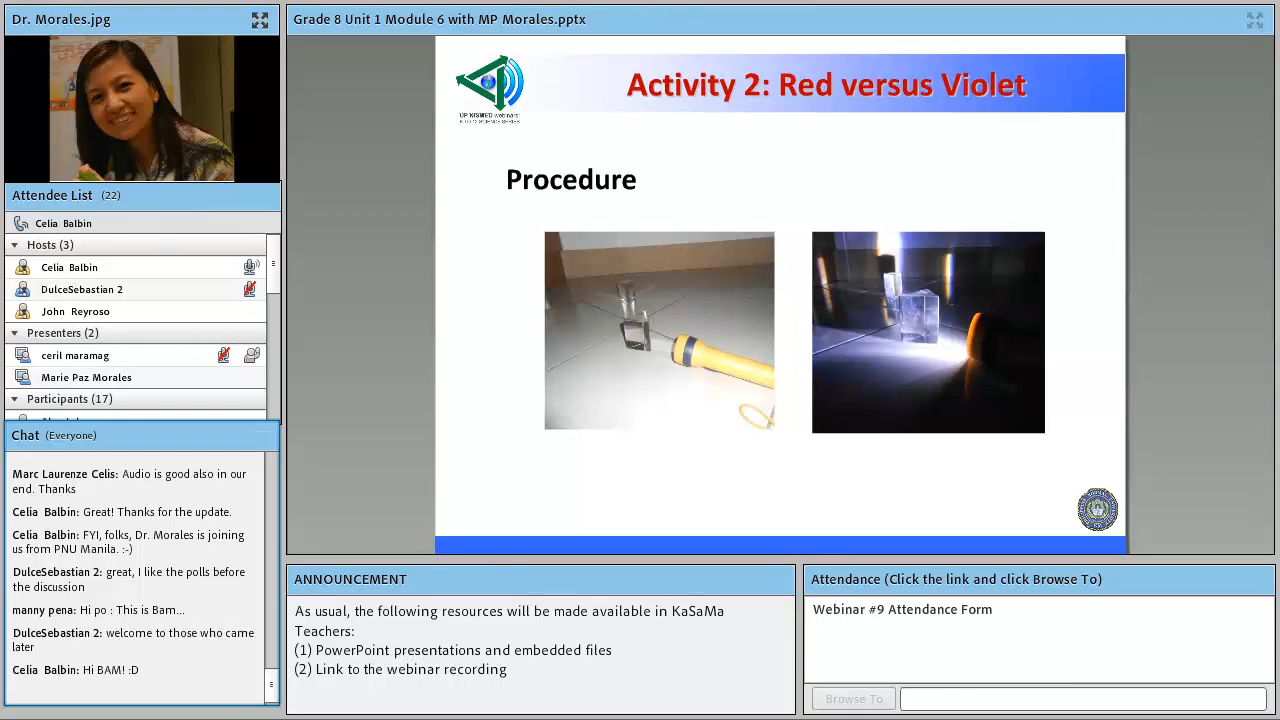 Dr. Morales.jpg
Attendee List (22)
Celia Balbin
Hosts (3)
Celia Balbin
DulceSebastian 2
John Reyroso
Presenters (2)
ceril maramag
Marie Paz Morales
Participants (17)
Chat (Everyone)
Marc Laurenze Celis: Audio is good also in our
end. Thanks
Celia Balbin: Great! Thanks for the update.
Celia Balbin: FYI, folks, Dr. Morales is joining
us from PNU Manila. :-)
DulceSebastian 2: great, I like the polls before
the discussion
manny pena: Hi po : This is Bam...
DulceSebastian 2: welcome to those who came
later
Celia Balbin: Hi BAM! :D
Grade 8 Unit 1 Module 6 with MP Morales.pptx
UP NISMED webinars:
K TO 12 SCIENCE SERIES
Activity 2: Red versus Violet
Procedure
ANNOUNCEMENT
As usual, the following resources will be made available in KaSaMa
Teachers:
(1) PowerPoint presentations and embedded files
(2) Link to the webinar recording
Attendance (Click the link and click Browse To)
Webinar #9 Attendance Form
Browse To